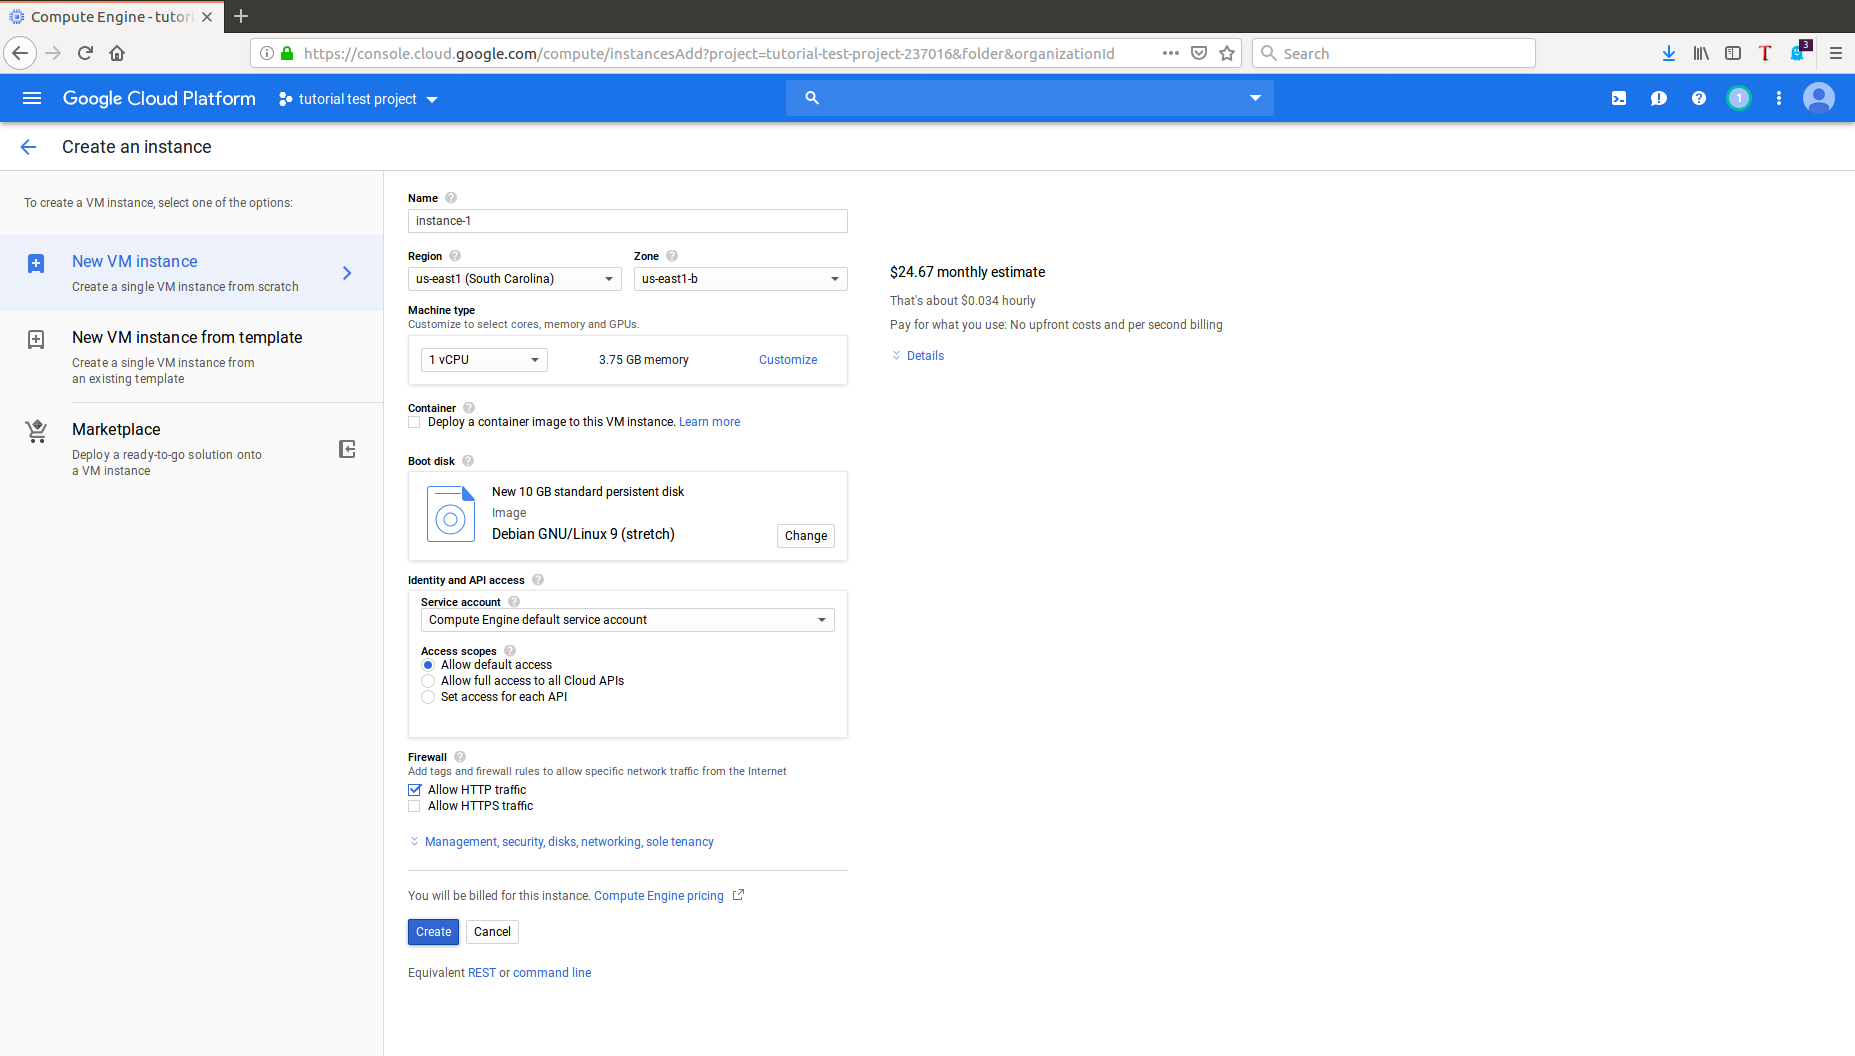 Compute Engine - tutori
https://console.cloud.google.com/compute/instancesAdd?project=tutorial-test-project-237016&folder&organizationId
Search
T
3
Google Cloud Platform
tutorial test project
1
Create an instance
To create a VM instance, select one of the options:
New VM instance
Create a single VM instance from scratch
New VM instance from template
Create a single VM instance from
an existing template
Marketplace
Deploy a ready-to-go solution onto
a VM instance
Name
instance-1
Region
Zone
us-east1 (South Carolina)
us-east1-b
Machine type
Customize to select cores, memory and GPUs.
1 vCPU
3.75 GB memory
Customize
Container
Deploy a container image to this VM instance. Learn more
Boot disk
New 10 GB standard persistent disk
Image
Debian GNU/Linux 9 (stretch)
Change
Identity and API access
Service account
Compute Engine default service account
Access scopes
Allow default access
Allow full access to all Cloud APIs
Set access for each API
Firewall
Add tags and firewall rules to allow specific network traffic from the Internet
Allow HTTP traffic
Allow HTTPS traffic
Management, security, disks, networking, sole tenancy
You will be billed for this instance. Compute Engine pricing
Create
Cancel
Equivalent REST or command line
$24.67 monthly estimate
That's about $0.034 hourly
Pay for what you use: No upfront costs and per second billing
Details